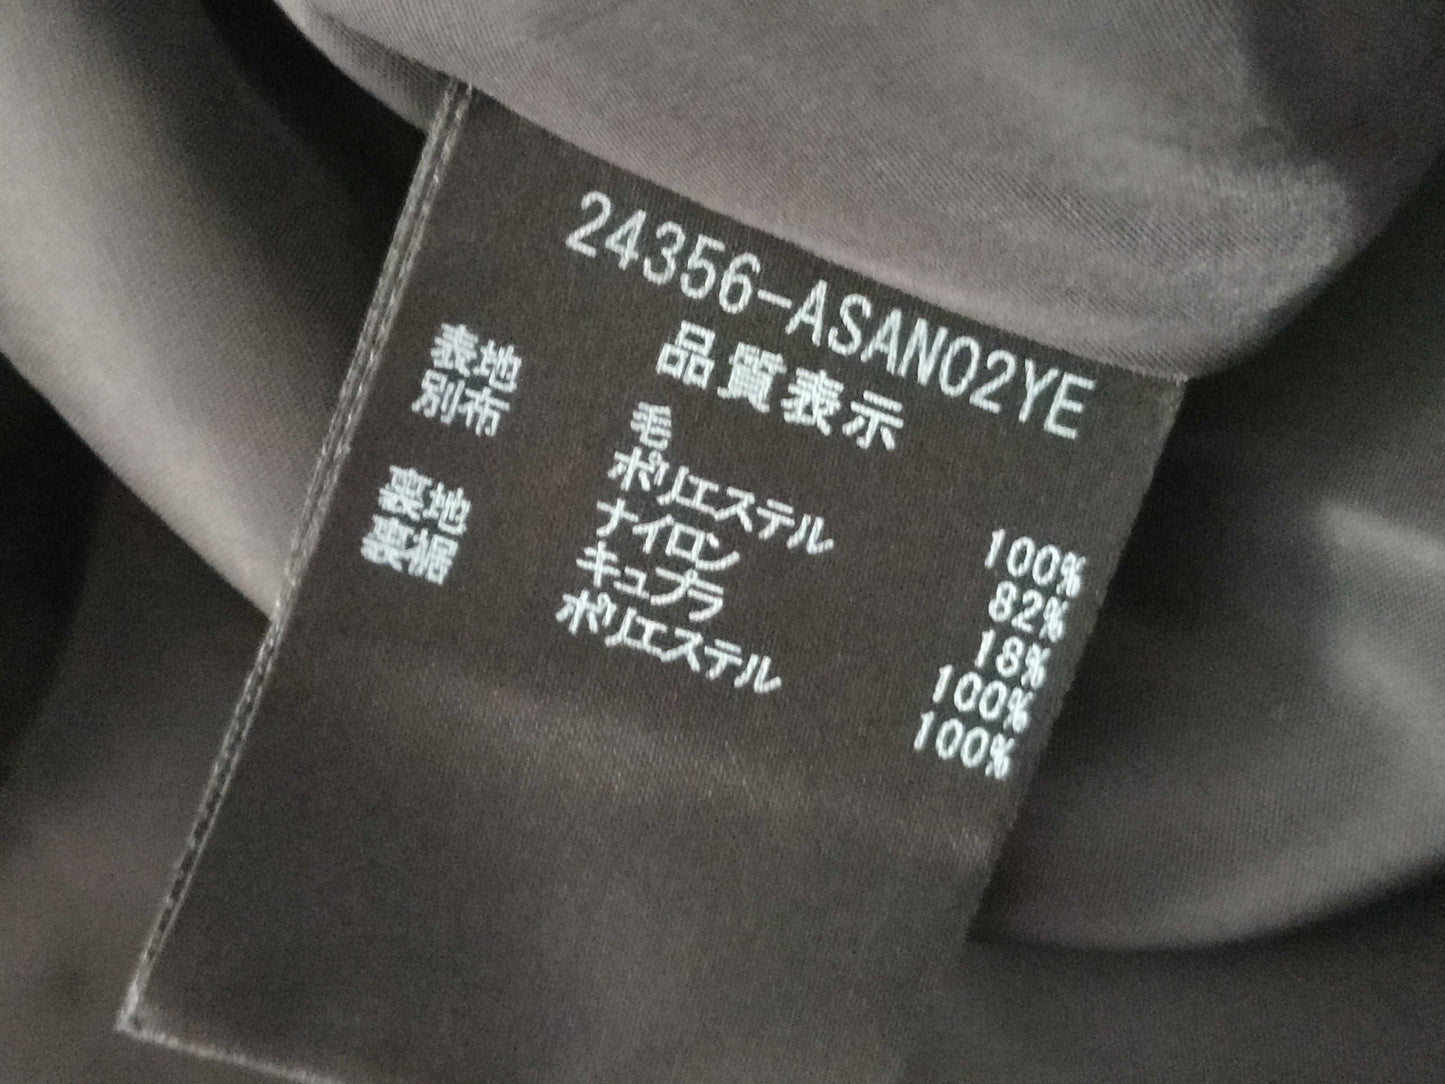 24356-ASAN02YE
品質表示
表地 毛 100%
別布 ポリエステル 82%
ナイロン 18%
裏地 キュプラ 100%
裏裾 ポリエステル 100%